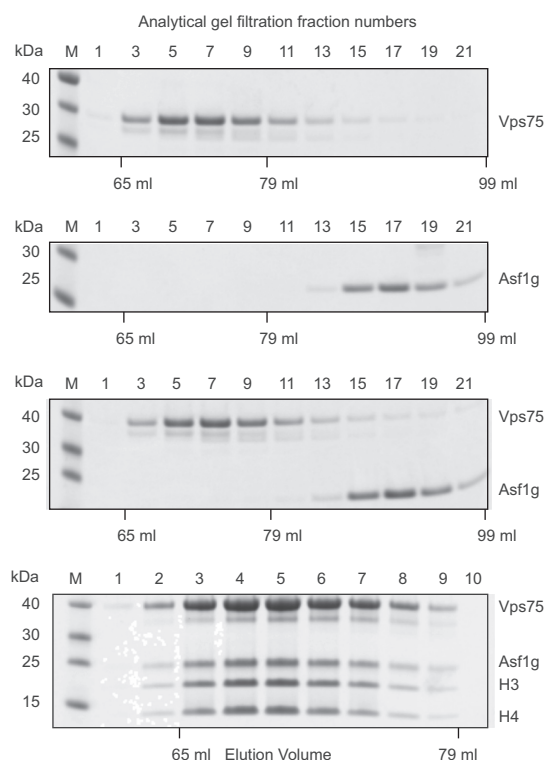 Analytical gel filtration fraction numbers
kDa M 1 3 5 7 9 11 13 15 17 19 21
40
30
25
Vps75
65 ml 79 ml 99 ml
kDa M 1 3 5 7 9 11 13 15 17 19 21
30
25
Asf1g
65 ml 79 ml 99 ml
kDa M 1 3 5 7 9 11 13 15 17 19 21
40 Vps75
30
25
Asf1g
65 ml 79 ml 99 ml
kDa M 1 2 3 4 5 6 7 8 9 10
40 Vps75
30
25 Asf1g
H3
15
H4
65 ml Elution Volume 79 ml